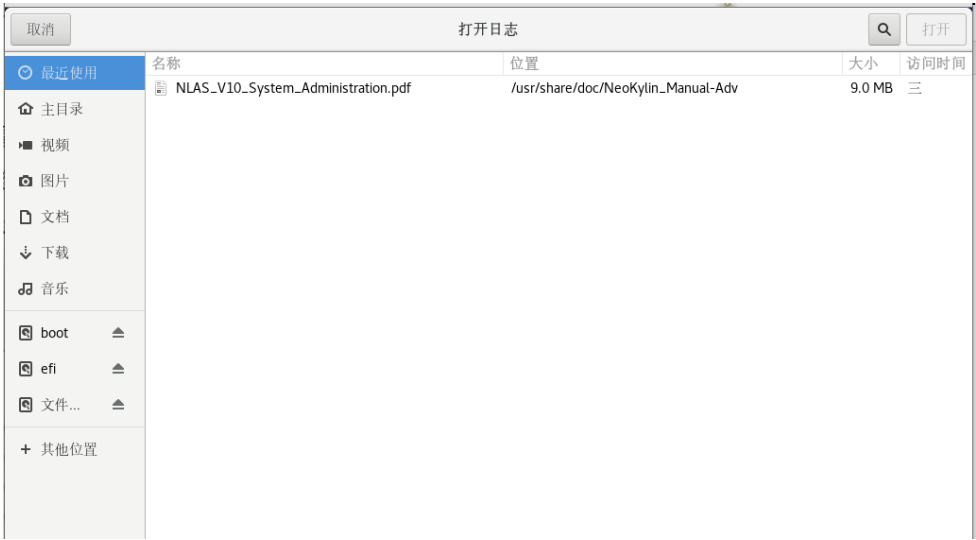 取消 打开日志 打开
最近使用
主目录
视频
图片
文档
下载
音乐
boot
efi
文件...
+ 其他位置
名称 位置 大小 访问时间
NLAS_V10_System_Administration.pdf /usr/share/doc/NeoKylin_Manual-Adv 9.0 MB 三